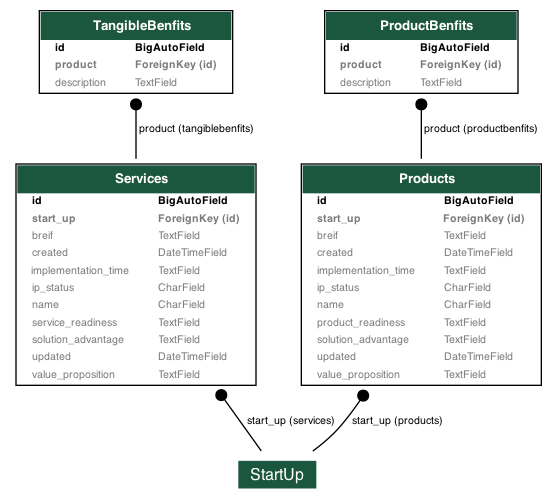 TangibleBenfits
id BigAutoField
product ForeignKey (id)
description TextField
ProductBenfits
id BigAutoField
product ForeignKey (id)
description TextField
product (tangiblebenfits)
product (productbenfits)
Services
id BigAutoField
start_up ForeignKey (id)
breif TextField
created DateTimeField
implementation_time TextField
ip_status CharField
name CharField
service_readiness TextField
solution_advantage TextField
updated DateTimeField
value_proposition TextField
Products
id BigAutoField
start_up ForeignKey (id)
breif TextField
created DateTimeField
implementation_time TextField
ip_status CharField
name CharField
product_readiness TextField
solution_advantage TextField
updated DateTimeField
value_proposition TextField
start_up (services)
start_up (products)
StartUp